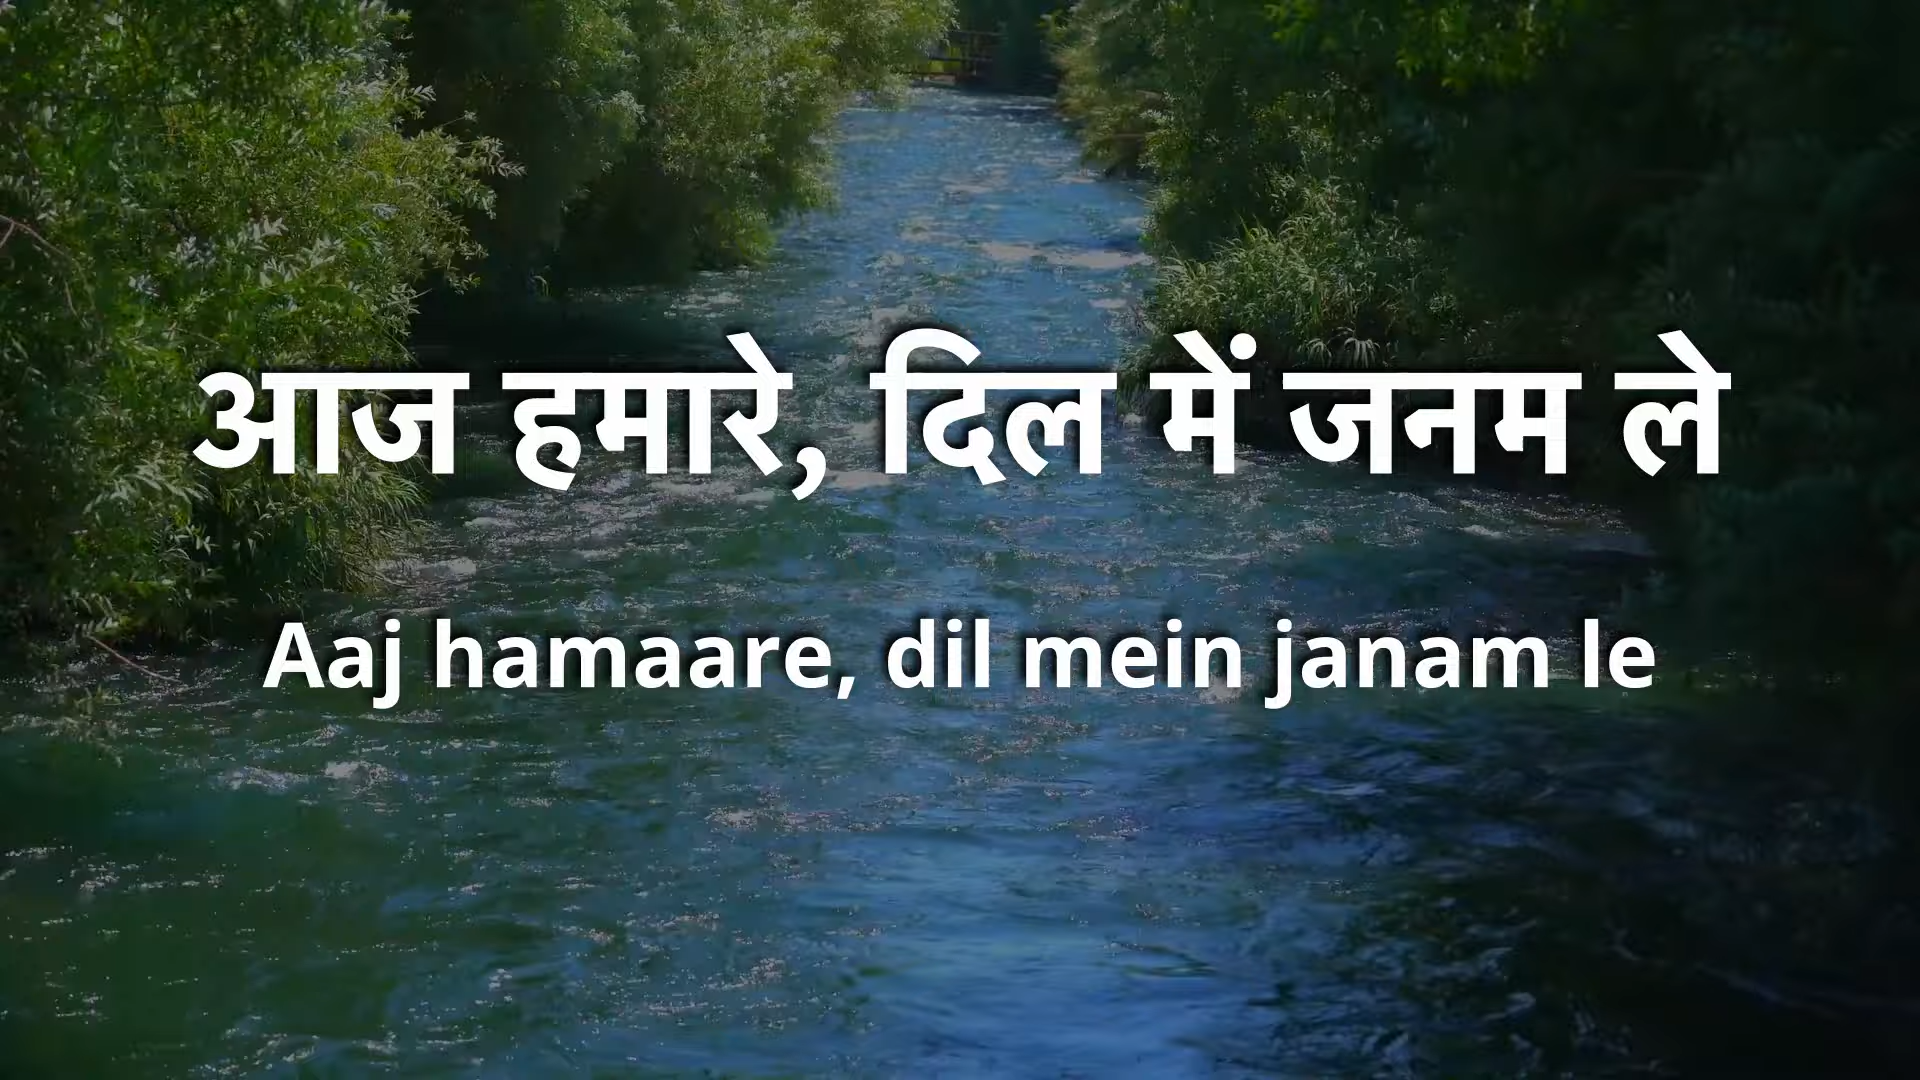 आज हमारे, दिल में जनम ले
Aaj hamaare, dil mein janam le